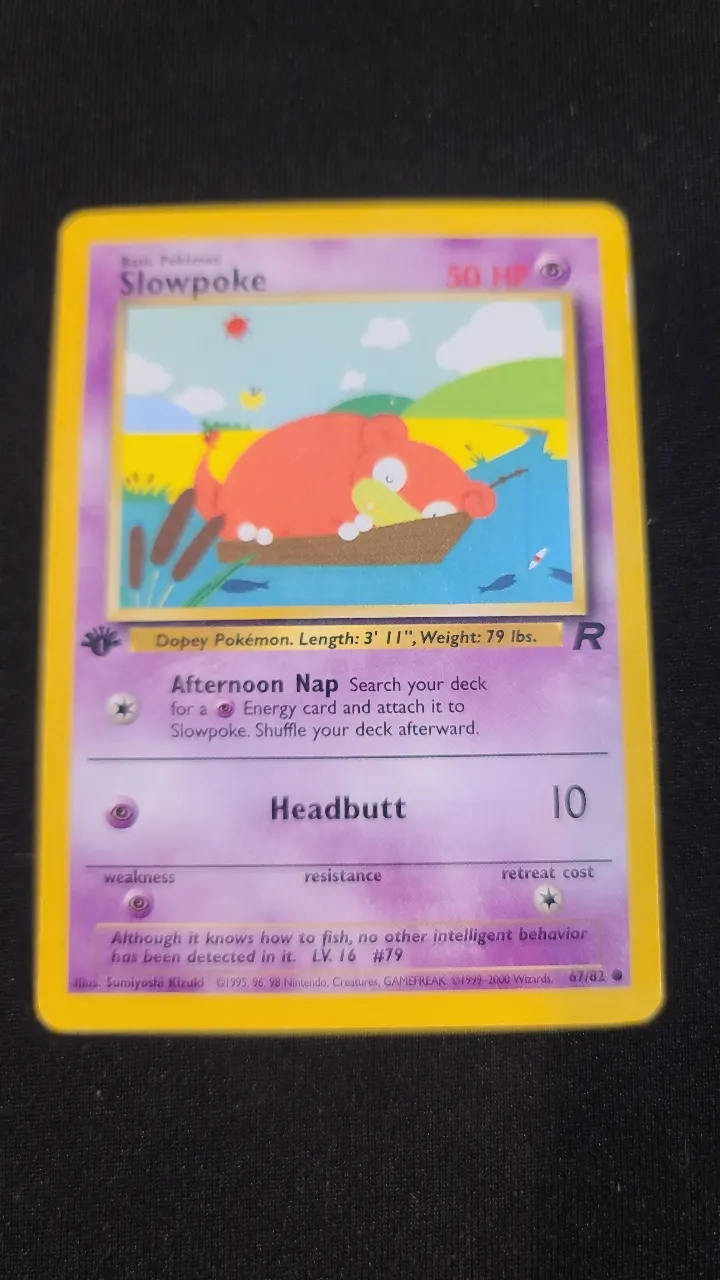 Basic Pokémon
Slowpoke 50 HP
1
Dopey Pokémon. Length: 3' 11", Weight: 79 lbs. R
Afternoon Nap Search your deck
for a Energy card and attach it to
Slowpoke. Shuffle your deck afterward.
Headbutt 10
weakness resistance retreat cost
Although it knows how to fish, no other intelligent behavior
has been detected in it. LV. 16 #79
Illus. Sumiyoshi Kizuki ©1995, 96, 98 Nintendo, Creatures, GAMEFREAK. ©1999-2000 Wizards. 67/82